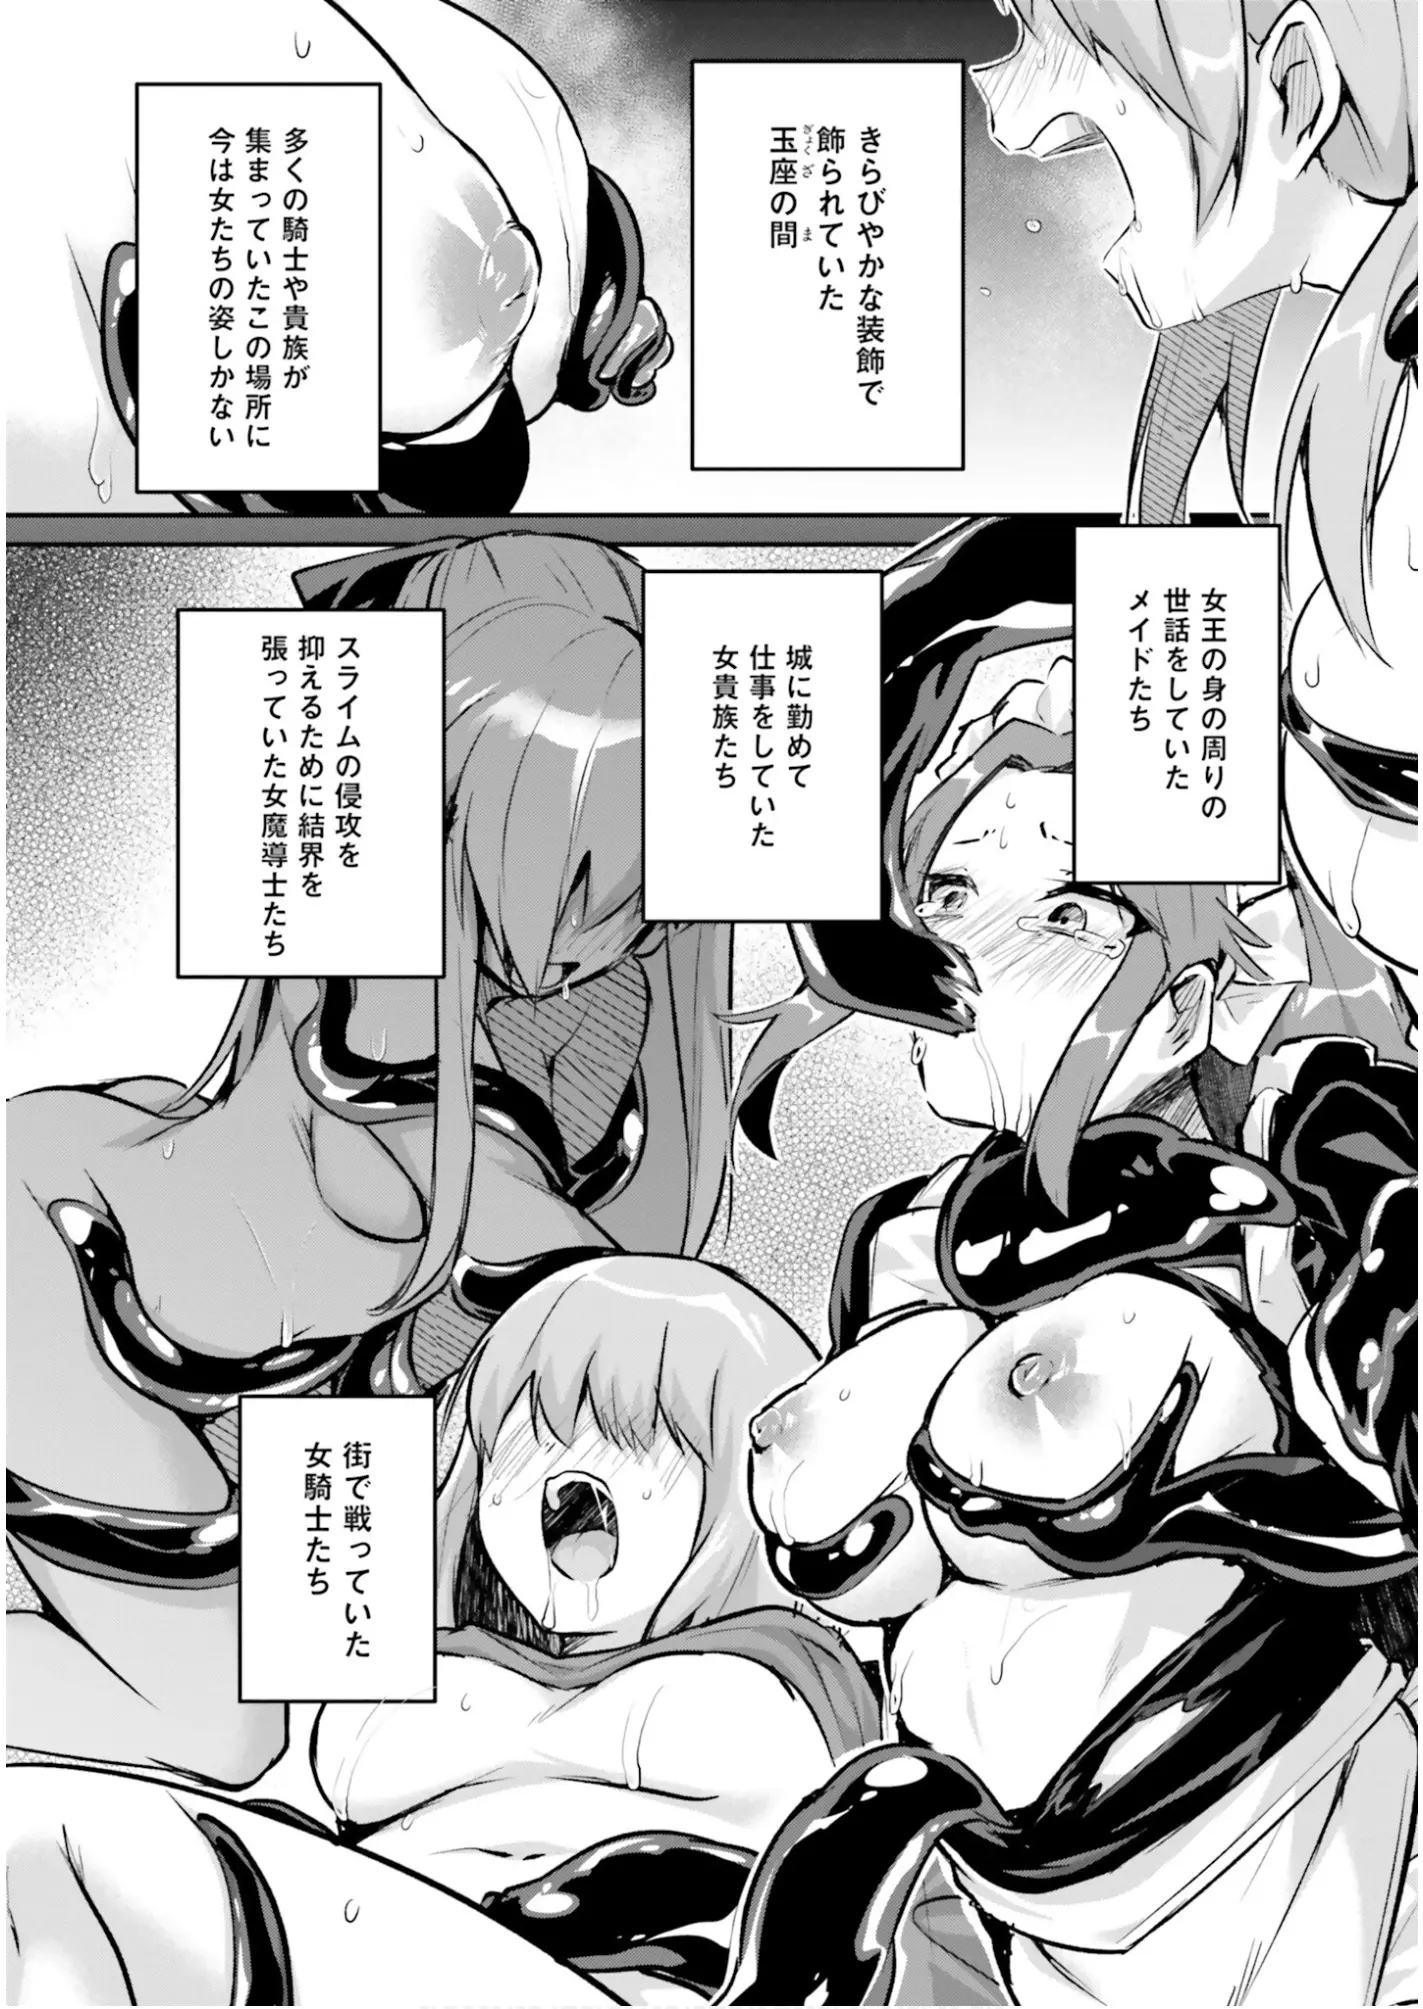 きらびやかな装飾で
飾られていた
玉座の間
ぎょくざ ま
多くの騎士や貴族が
集まっていたこの場所に
今は女たちの姿しかない
女王の身の周りの
世話をしていた
メイドたち
城に勤めて
仕事をしていた
女貴族たち
スライムの侵攻を
抑えるために結界を
張っていた女魔導士たち
街で戦っていた
女騎士たち